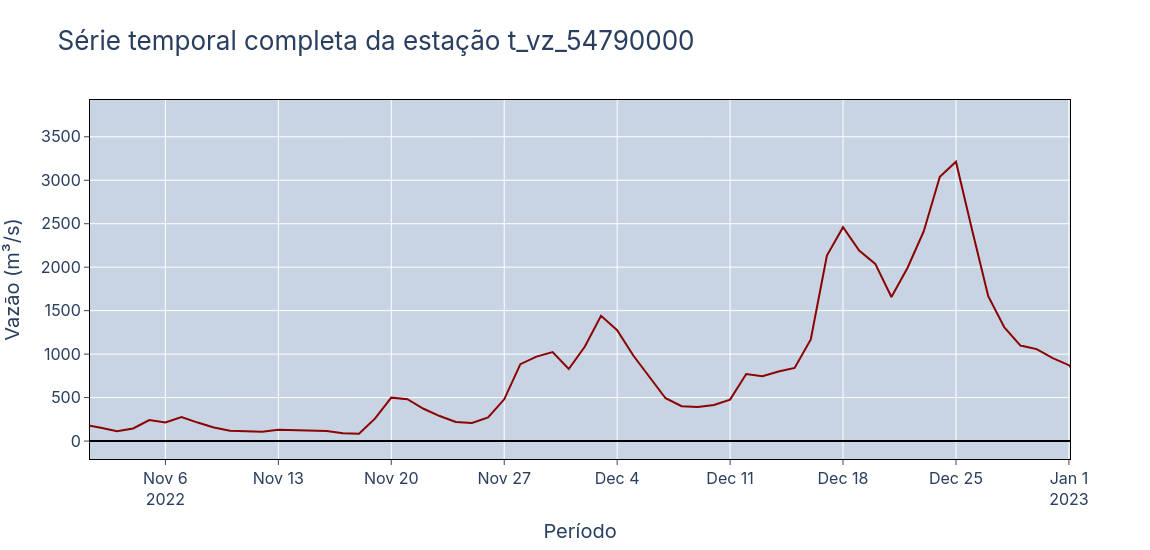 Série temporal completa da estação t_vz_54790000
Vazão (m³/s)
3500
3000
2500
2000
1500
1000
500
0
Nov 6 Nov 13 Nov 20 Nov 27 Dec 4 Dec 11 Dec 18 Dec 25 Jan 1
2022 2023
Período